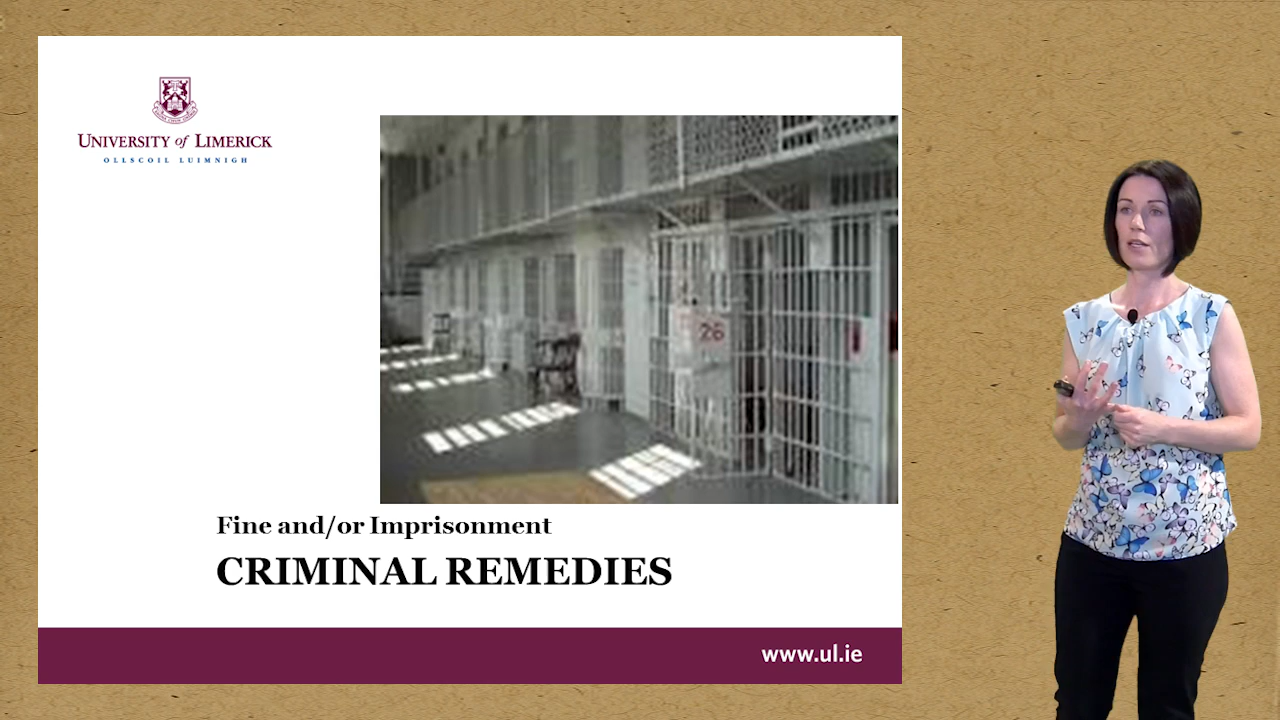 UNIVERSITY of LIMERICK
OLLSCOIL LUIMNIGH
26
Fine and/or Imprisonment
CRIMINAL REMEDIES
www.ul.ie